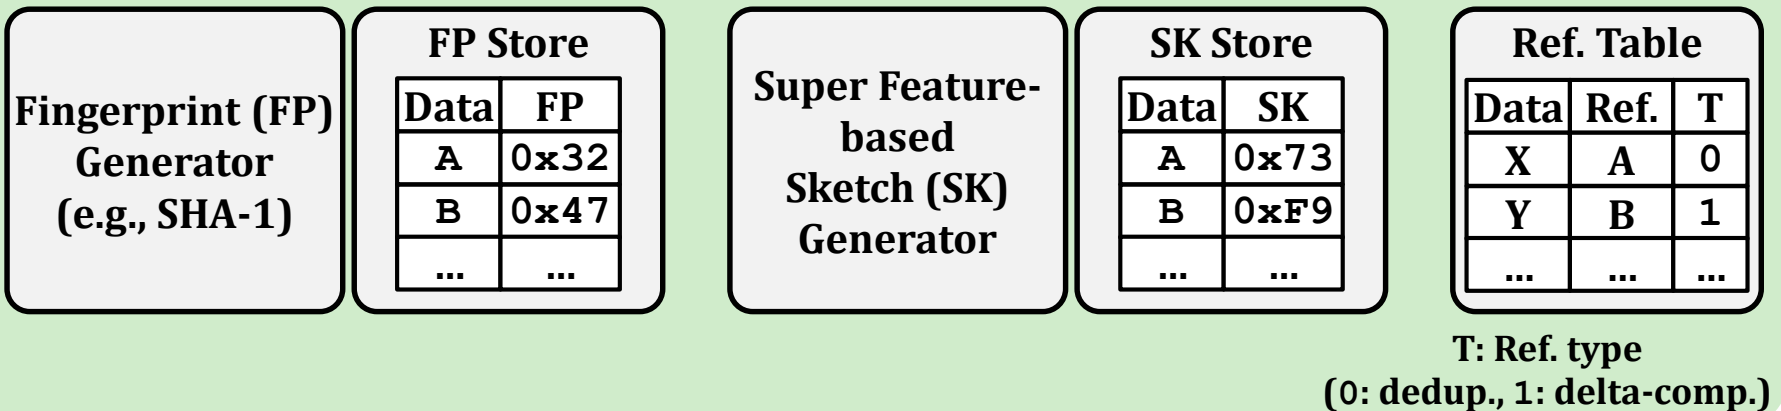 Fingerprint (FP)
Generator
(e.g., SHA-1)
FP Store
Data FP
A 0x32
B 0x47
... ...
Super Feature-
based
Sketch (SK)
Generator
SK Store
Data SK
A 0x73
B 0xF9
... ...
Ref. Table
Data Ref. T
X A 0
Y B 1
... ... ...
T: Ref. type
(0: dedup., 1: delta-comp.)